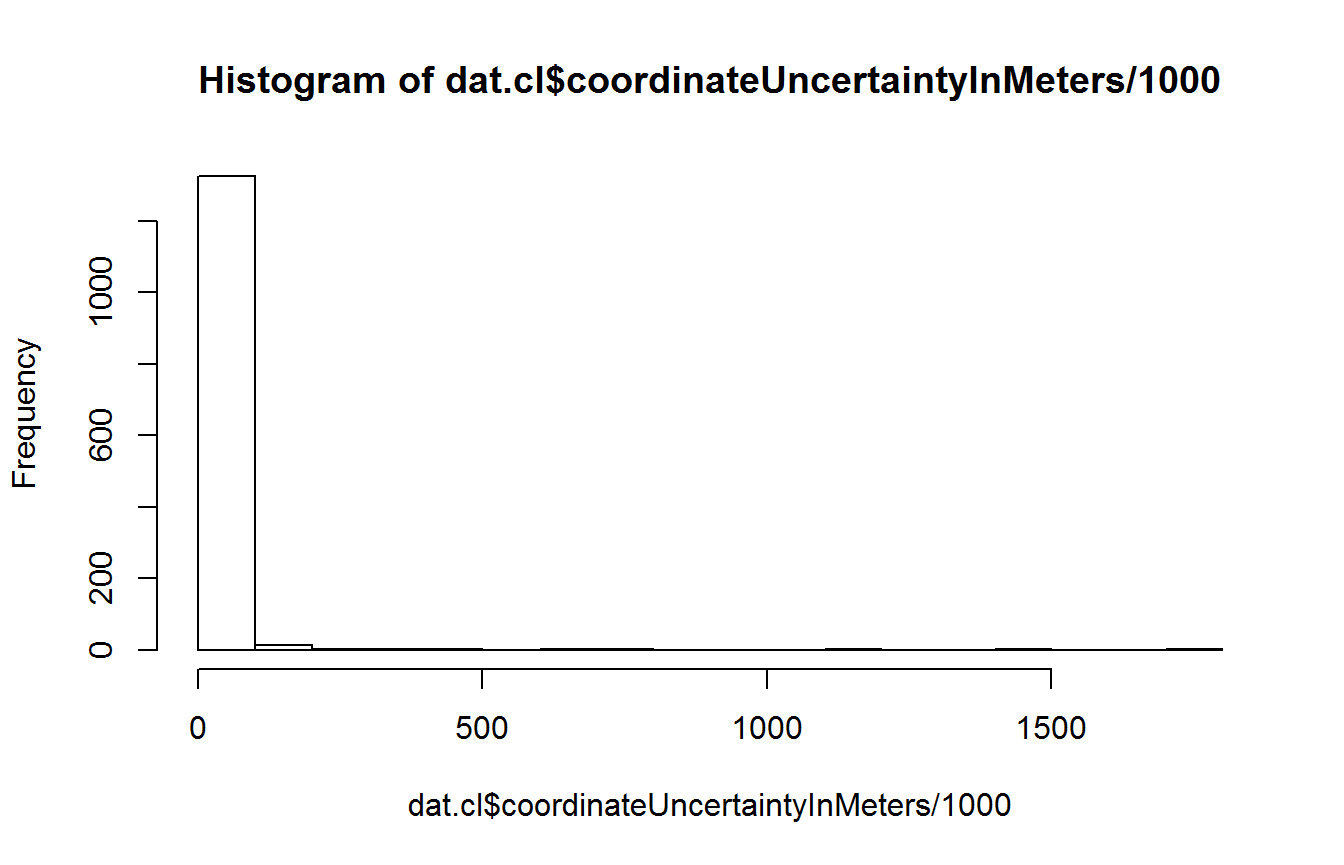 Histogram of dat.cl$coordinateUncertaintyInMeters/1000
Frequency
1000
600
200
0
0 500 1000 1500
dat.cl$coordinateUncertaintyInMeters/1000